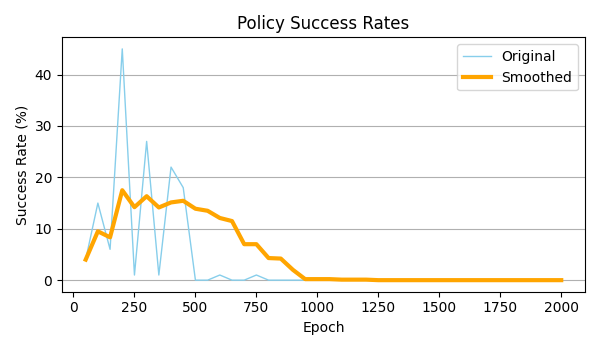 Policy Success Rates
Original
Smoothed
Success Rate (%)
40
30
20
10
0
0 250 500 750 1000 1250 1500 1750 2000
Epoch